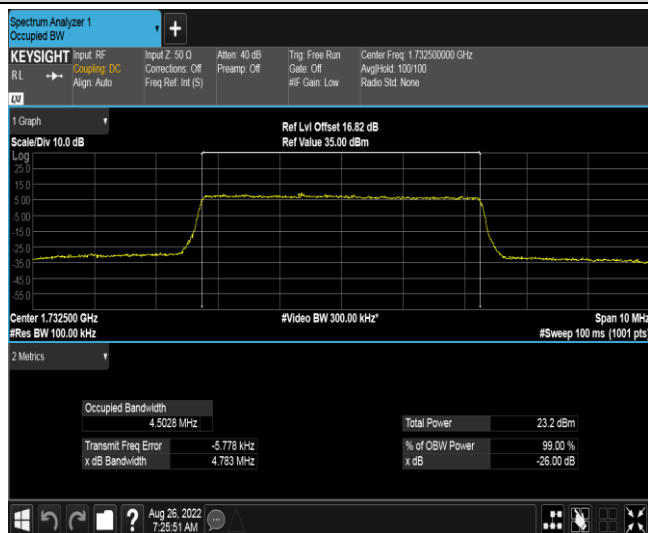 Spectrum Analyzer 1
Occupied BW
+
KEYSIGHT Input: RF Input Z: 50 Ω Atten: 40 dB Trig: Free Run Center Freq: 1.732500000 GHz
RL Coupling: DC Corrections: Off Preamp: Off Gate: Off Avg|Hold: 100/100
Align: Auto Freq Ref: Int (S) #IF Gain: Low Radio Std: None
LXI
1 Graph
Ref Lvl Offset 16.82 dB
Scale/Div 10.0 dB Ref Value 35.00 dBm
Log
25.0
15.0
5.00
-5.00
-15.0
-25.0
-35.0
-45.0
-55.0
Center 1.732500 GHz #Video BW 300.00 kHz* Span 10 MHz
#Res BW 100.00 kHz #Sweep 100 ms (1001 pts)
2 Metrics
Occupied Bandwidth
4.5028 MHz Total Power 23.2 dBm
Transmit Freq Error -5.778 kHz % of OBW Power 99.00 %
x dB Bandwidth 4.783 MHz x dB -26.00 dB
? Aug 26, 2022
7:25:51 AM